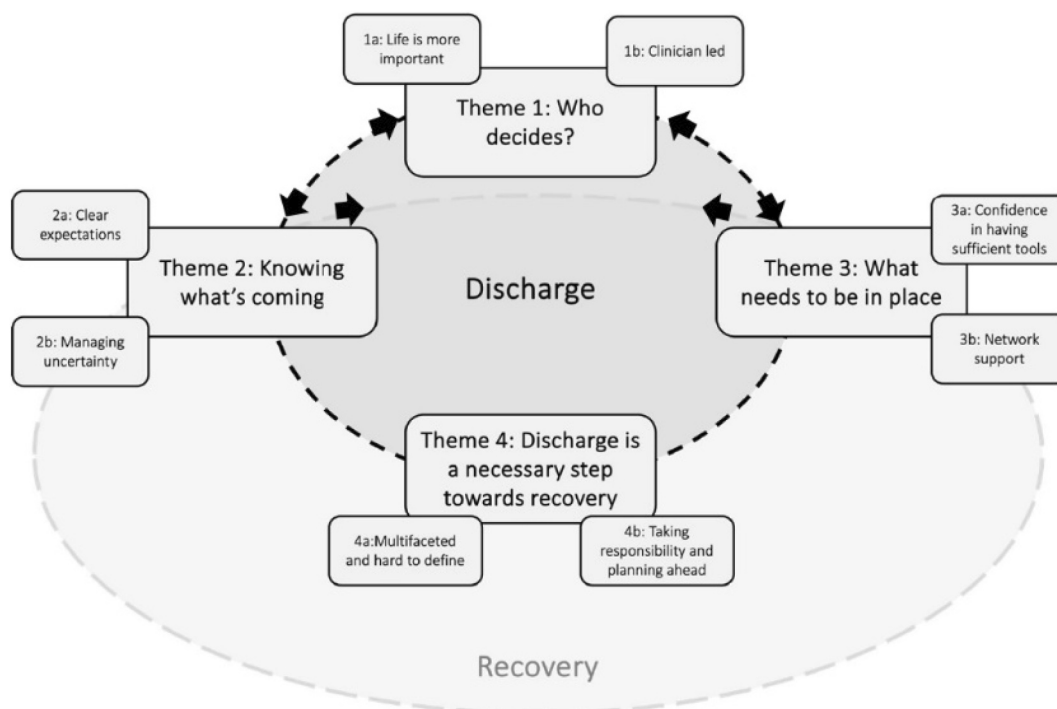 1a: Life is more
important
1b: Clinician led
Theme 1: Who
decides?
2a: Clear
expectations
Theme 2: Knowing
what's coming
2b: Managing
uncertainty
Discharge
3a: Confidence
in having
sufficient tools
Theme 3: What
needs to be in place
3b: Network
support
Theme 4: Discharge is
a necessary step
towards recovery
4a:Multifaceted
and hard to define
4b: Taking
responsibility and
planning ahead
Recovery